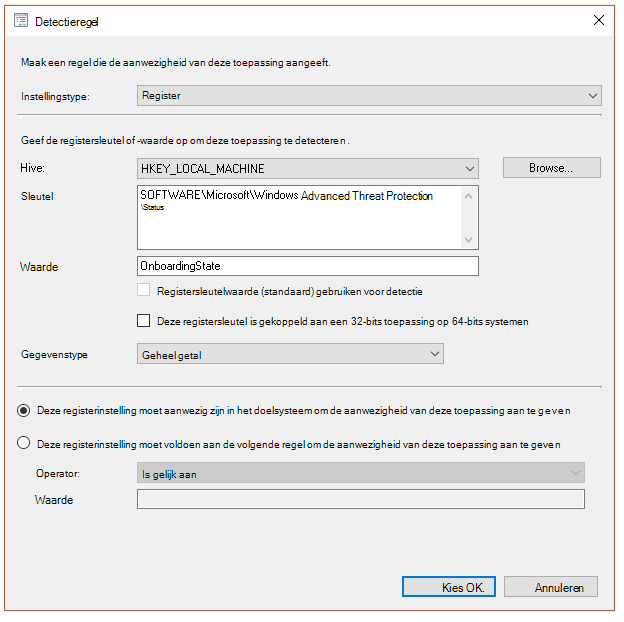 Detectieregel
Maak een regel die de aanwezigheid van deze toepassing aangeeft.
Instellingstype: Register
Geef de registersleutel of -waarde op om deze toepassing te detecteren .
Hive: HKEY_LOCAL_MACHINE Browse...
Sleutel SOFTWARE\Microsoft\Windows Advanced Threat Protection
\Status
Waarde OnboardingState
Registersleutelwaarde (standaard) gebruiken voor detectie
Deze registersleutel is gekoppeld aan een 32-bits toepassing op 64-bits systemen
Gegevenstype Geheel getal
Deze registerinstelling moet aanwezig zijn in het doelsysteem om de aanwezigheid van deze toepassing aan te geven
Deze registerinstelling moet voldoen aan de volgende regel om de aanwezigheid van deze toepassing aan te geven
Operator: Is gelijk aan
Waarde
Kies OK. Annuleren